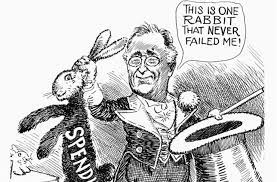 THIS IS ONE
RABBIT
THAT NEVER
FAILED ME!
SPEND